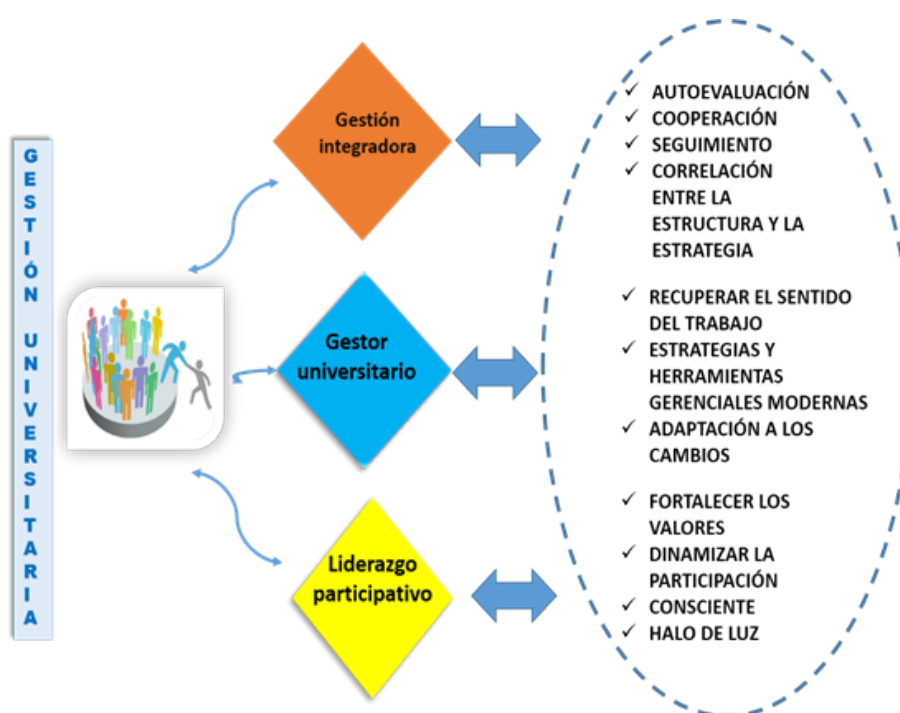 GESTIÓN UNIVERSITARIA
Gestión
integradora
✓ AUTOEVALUACIÓN
✓ COOPERACIÓN
✓ SEGUIMIENTO
✓ CORRELACIÓN
ENTRE LA
ESTRUCTURA Y LA
ESTRATEGIA
Gestor
universitario
✓ RECUPERAR EL SENTIDO
DEL TRABAJO
✓ ESTRATEGIAS Y
HERRAMIENTAS
GERENCIALES MODERNAS
✓ ADAPTACIÓN A LOS
CAMBIOS
Liderazgo
participativo
✓ FORTALECER LOS
VALORES
✓ DINAMIZAR LA
PARTICIPACIÓN
✓ CONSCIENTE
✓ HALO DE LUZ